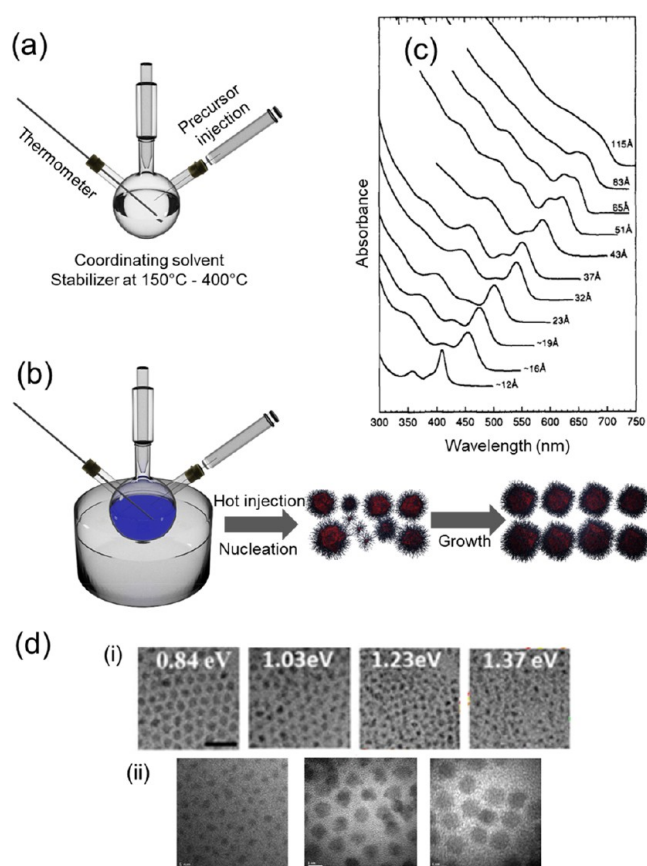 (a)
Thermometer
Precursor
injection
Coordinating solvent
Stabilizer at 150°C - 400°C
(c)
Absorbance
115Å
83Å
65Å
51Å
43Å
37Å
32Å
23Å
~19Å
~16Å
~12Å
300 350 400 450 500 550 600 650 700 750
Wavelength (nm)
(b)
Hot injection
Nucleation
Growth
(d)
(i)
0.84 eV
1.03eV
1.23eV
1.37 eV
(ii)